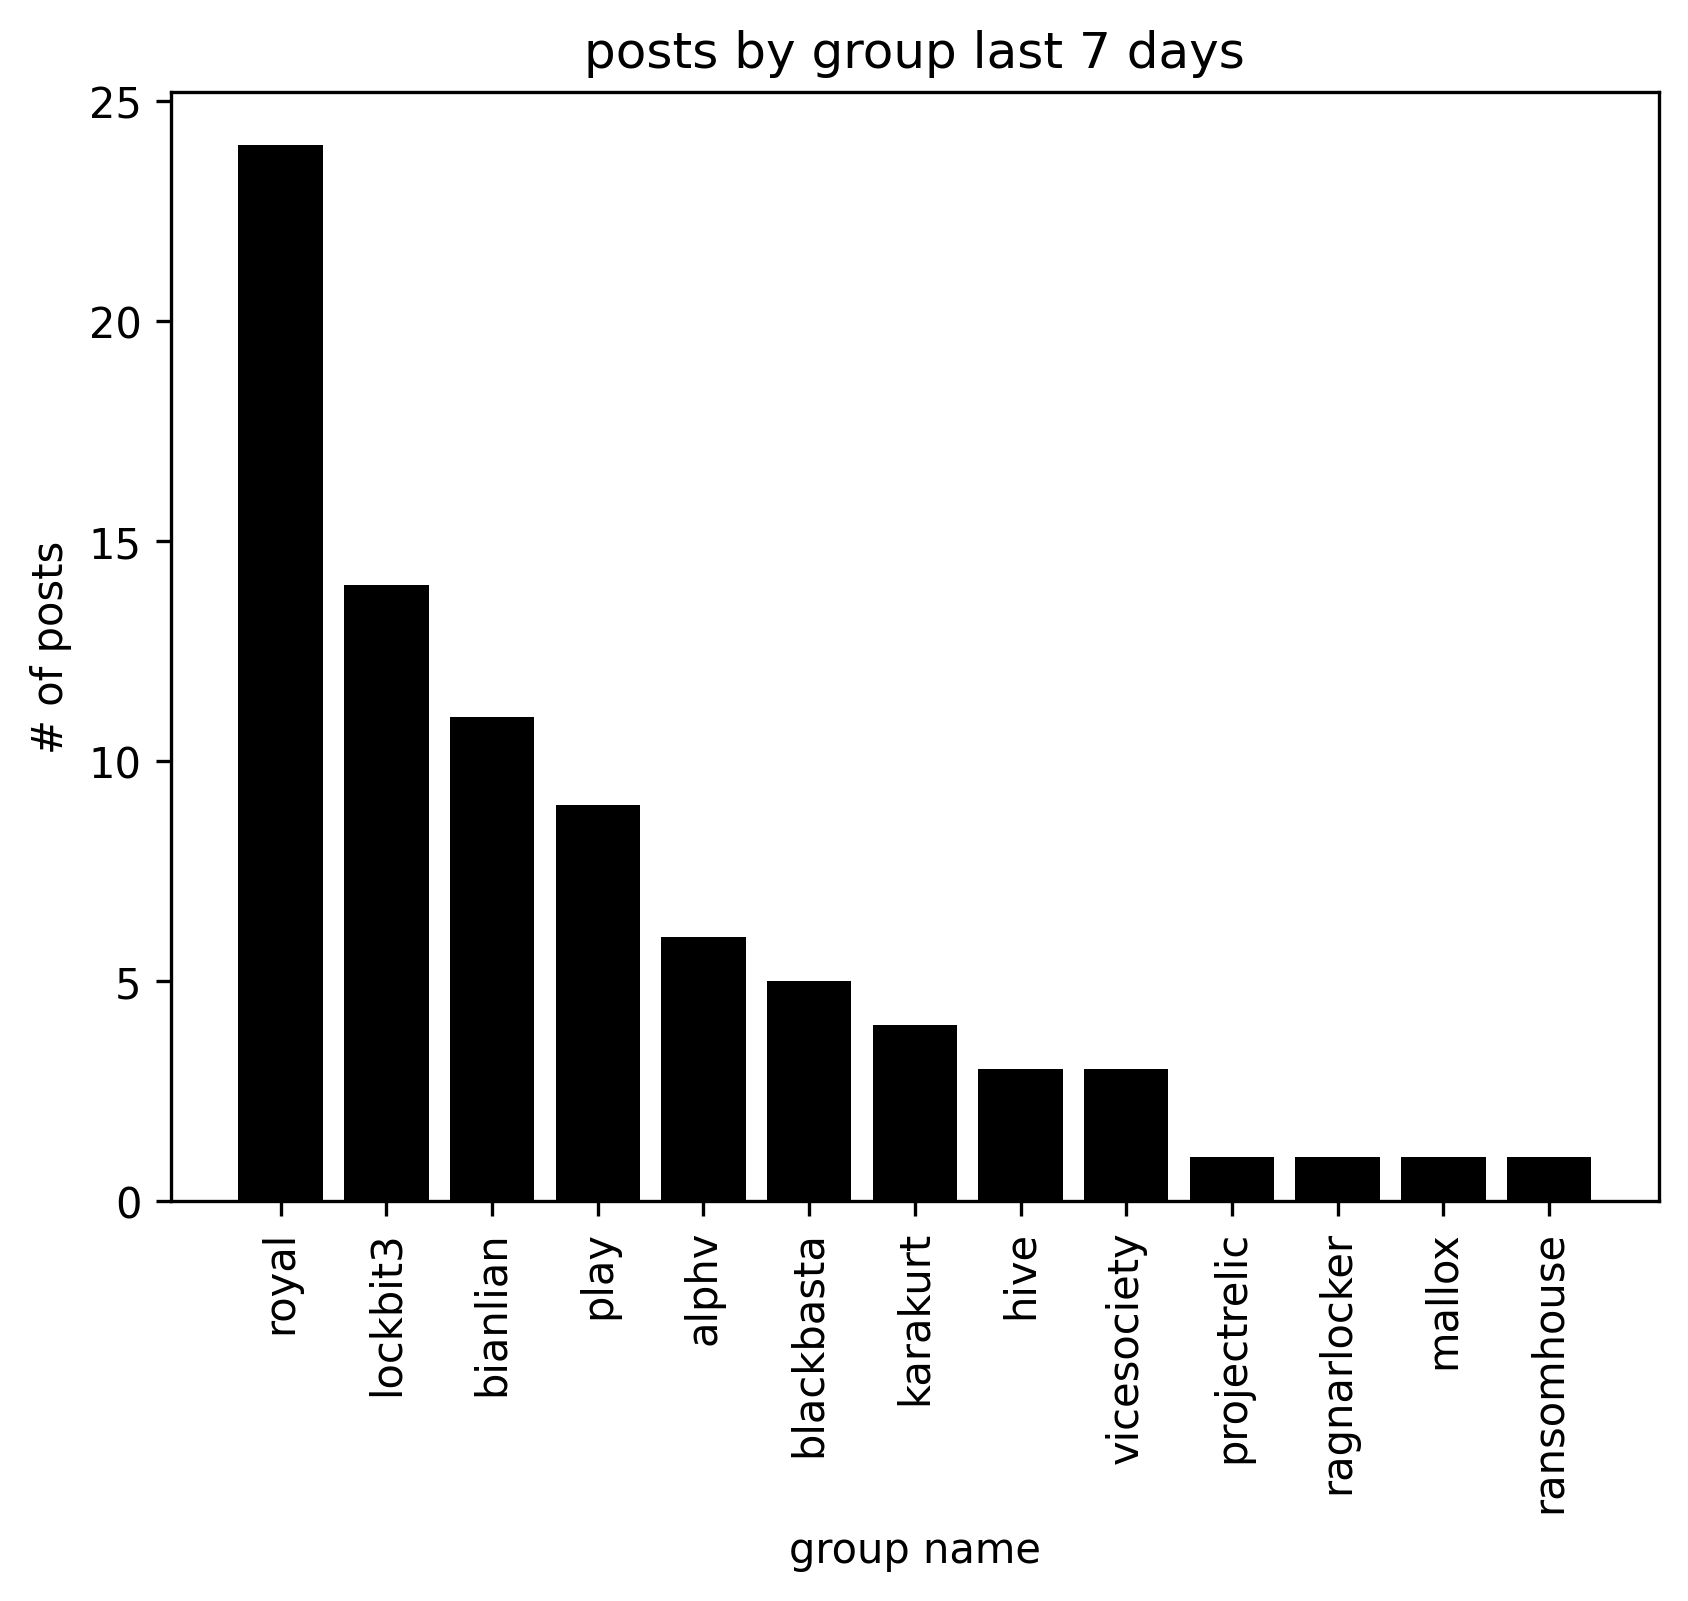 posts by group last 7 days
25
20
15
10
5
0
# of posts
royal
lockbit3
bianlian
play
alphv
blackbasta
karakurt
hive
vicesociety
projectrelic
ragnarlocker
mallox
ransomhouse
group name